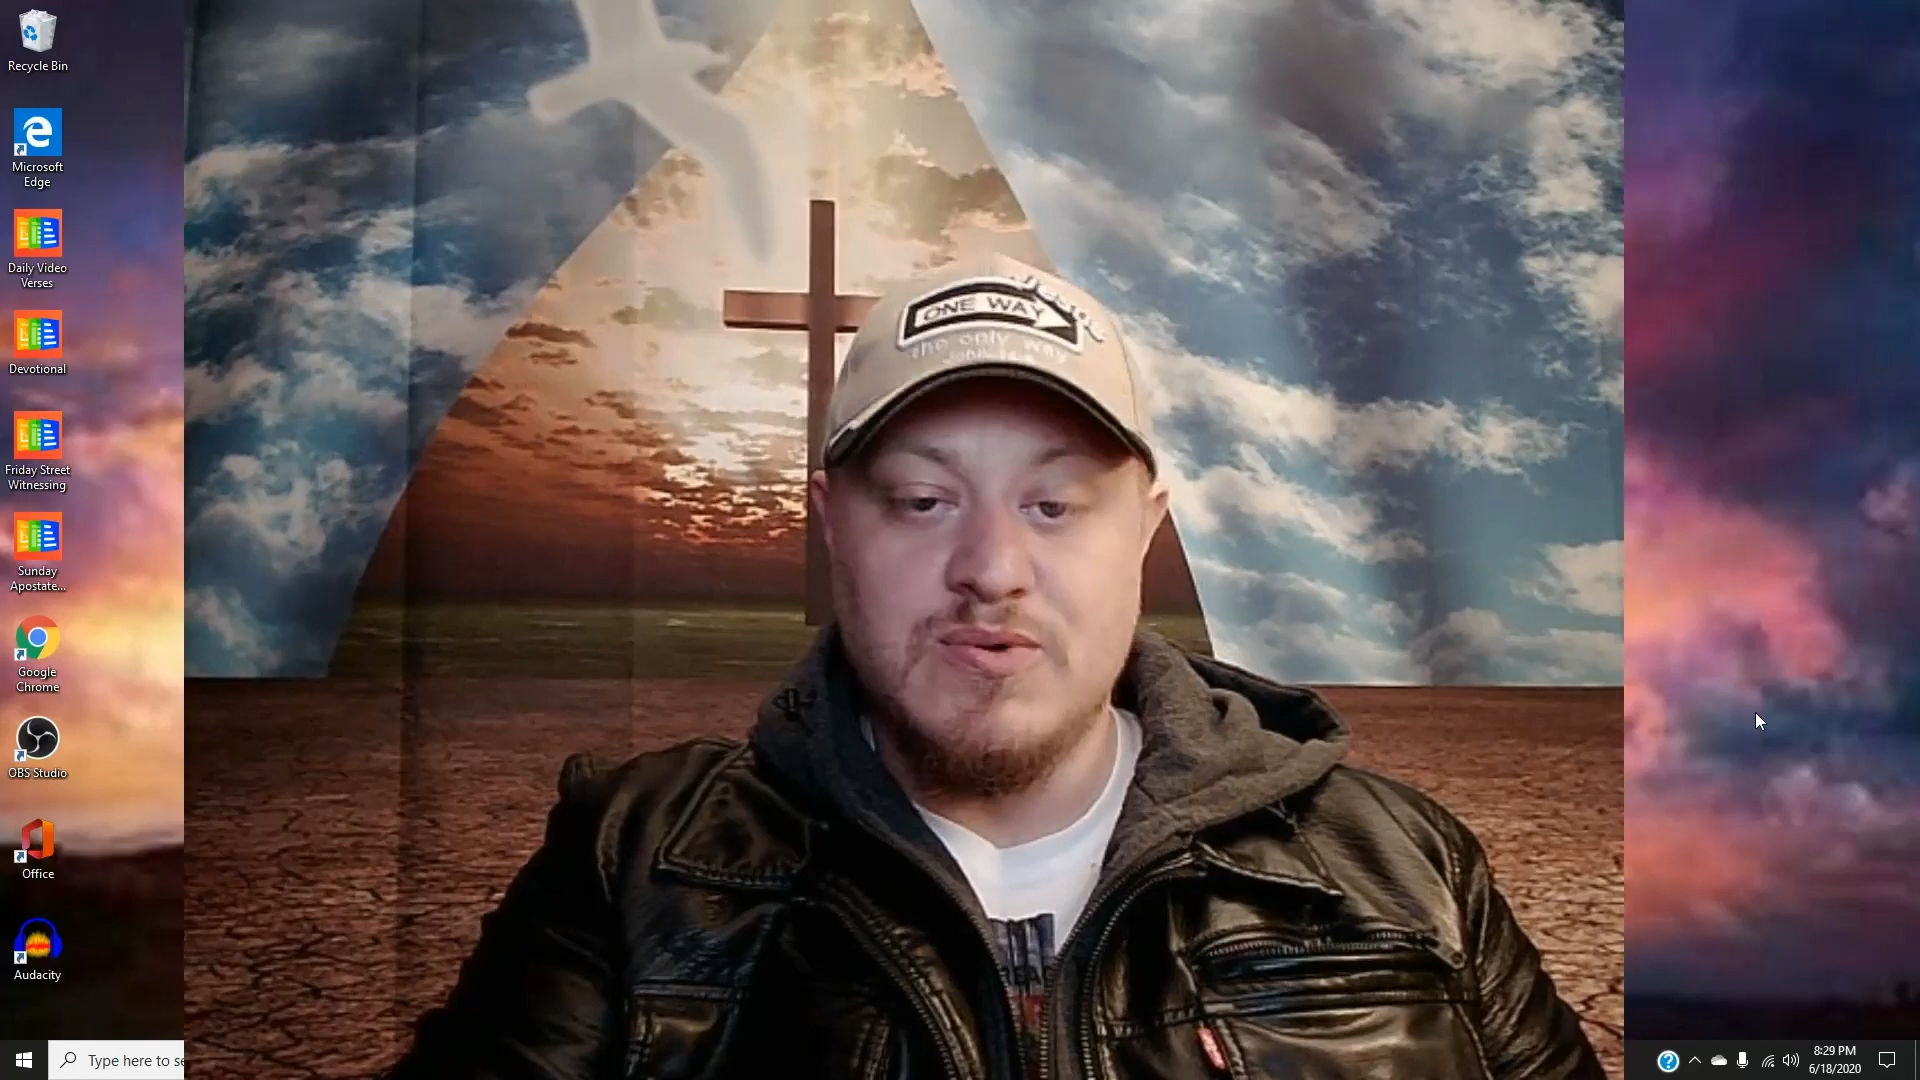 Recycle Bin
Microsoft
Edge
Daily Video
Verses
Devotional
Friday Street
Witnessing
Sunday
Apostate...
Google
Chrome
OBS Studio
Office
Audacity
Type here to se
Jesus
ONE WAY
the only way
8:29 PM
6/18/2020